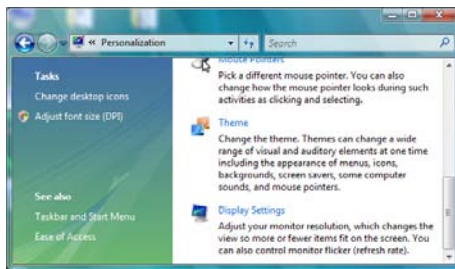 « Personalization
Search
Tasks
Change desktop icons
Adjust font size (DPI)
See also
Taskbar and Start Menu
Ease of Access
Mouse Pointers
Pick a different mouse pointer. You can also
change how the mouse pointer looks during such
activities as clicking and selecting.
Theme
Change the theme. Themes can change a wide
range of visual and auditory elements at one time
including the appearance of menus, icons,
backgrounds, screen savers, some computer
sounds, and mouse pointers.
Display Settings
Adjust your monitor resolution, which changes the
view so more or fewer items fit on the screen. You
can also control monitor flicker (refresh rate).